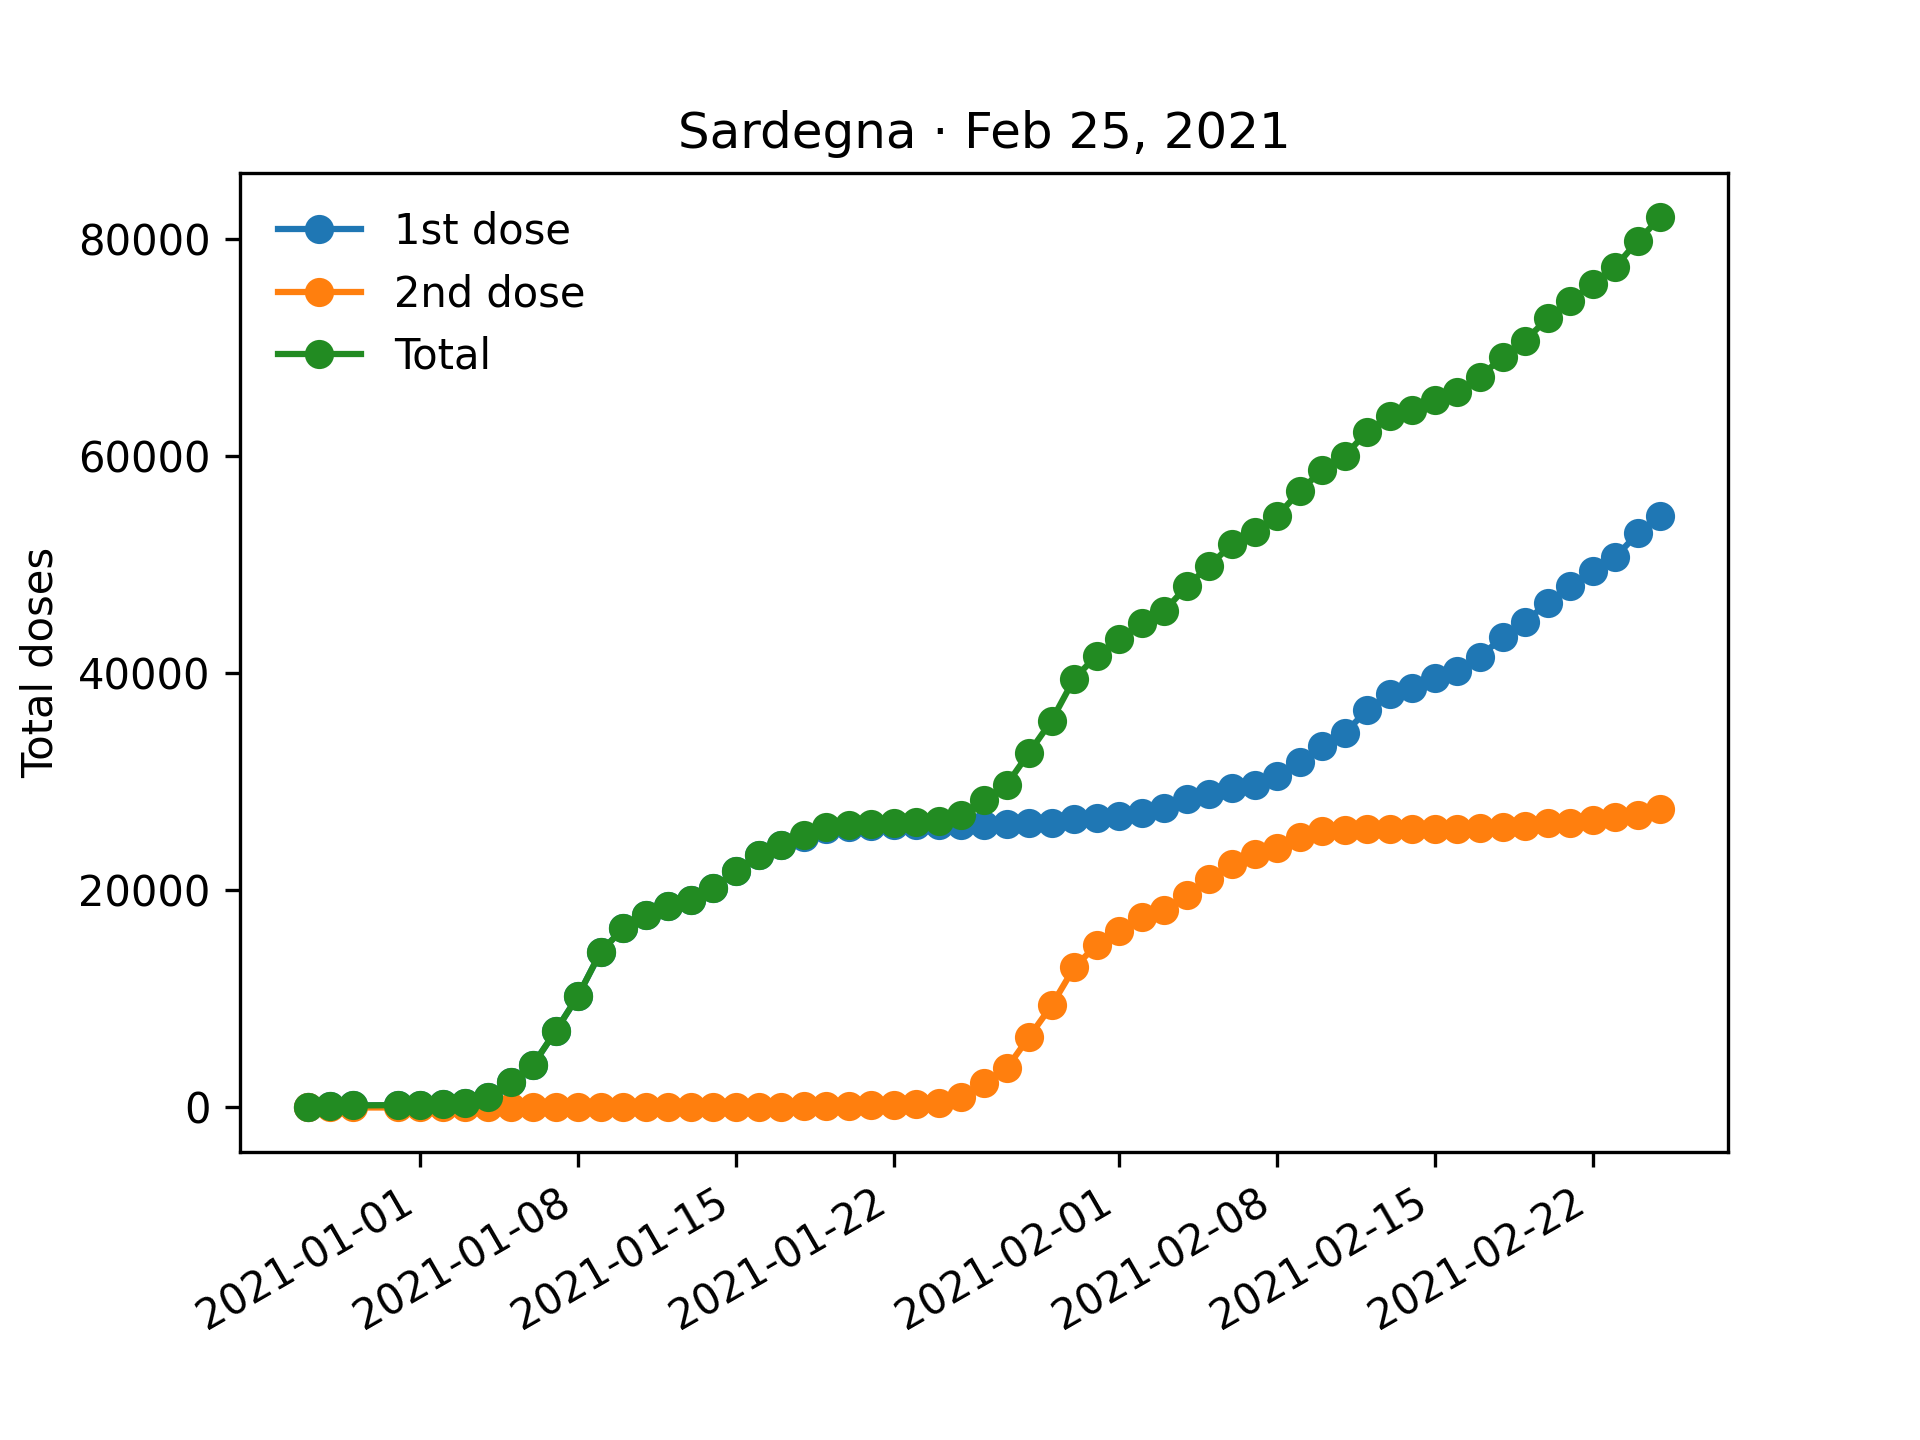 Sardegna · Feb 25, 2021
1st dose
2nd dose
Total
Total doses
80000
60000
40000
20000
0
2021-01-01
2021-01-08
2021-01-15
2021-01-22
2021-02-01
2021-02-08
2021-02-15
2021-02-22